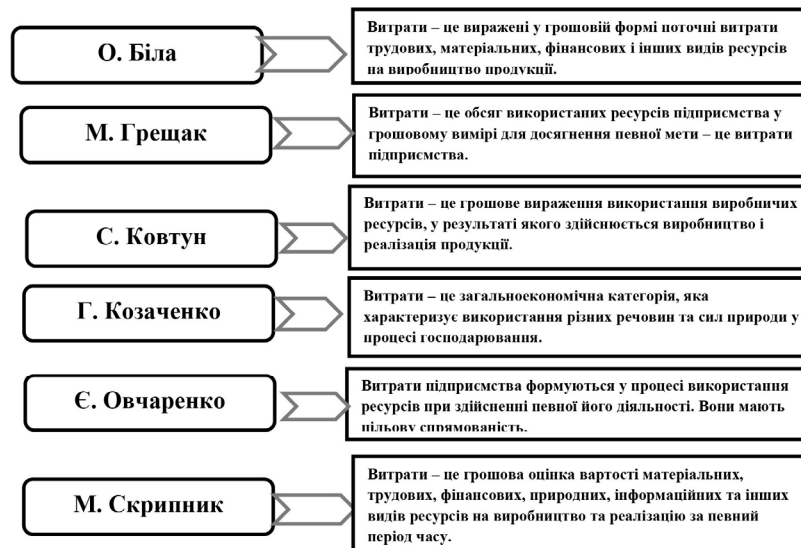 О. Біла
Витрати – це виражені у грошовій формі поточні витрати
трудових, матеріальних, фінансових і інших видів ресурсів
на виробництво продукції.
М. Грещак
Витрати – це обсяг використаних ресурсів підприємства у
грошовому вимірі для досягнення певної мети – це витрати
підприємства.
С. Ковтун
Витрати – це грошове вираження використання виробничих
ресурсів, у результаті якого здійснюється виробництво і
реалізація продукції.
Г. Козаченко
Витрати – це загальноекономічна категорія, яка
характеризує використання різних речовин та сил природи у
процесі господарювання.
Є. Овчаренко
Витрати підприємства формуються у процесі використання
ресурсів при здійсненні певної його діяльності. Вони мають
цільову спрямованість.
М. Скрипник
Витрати – це грошова оцінка вартості матеріальних,
трудових, фінансових, природних, інформаційних та інших
видів ресурсів на виробництво та реалізацію за певний
період часу.